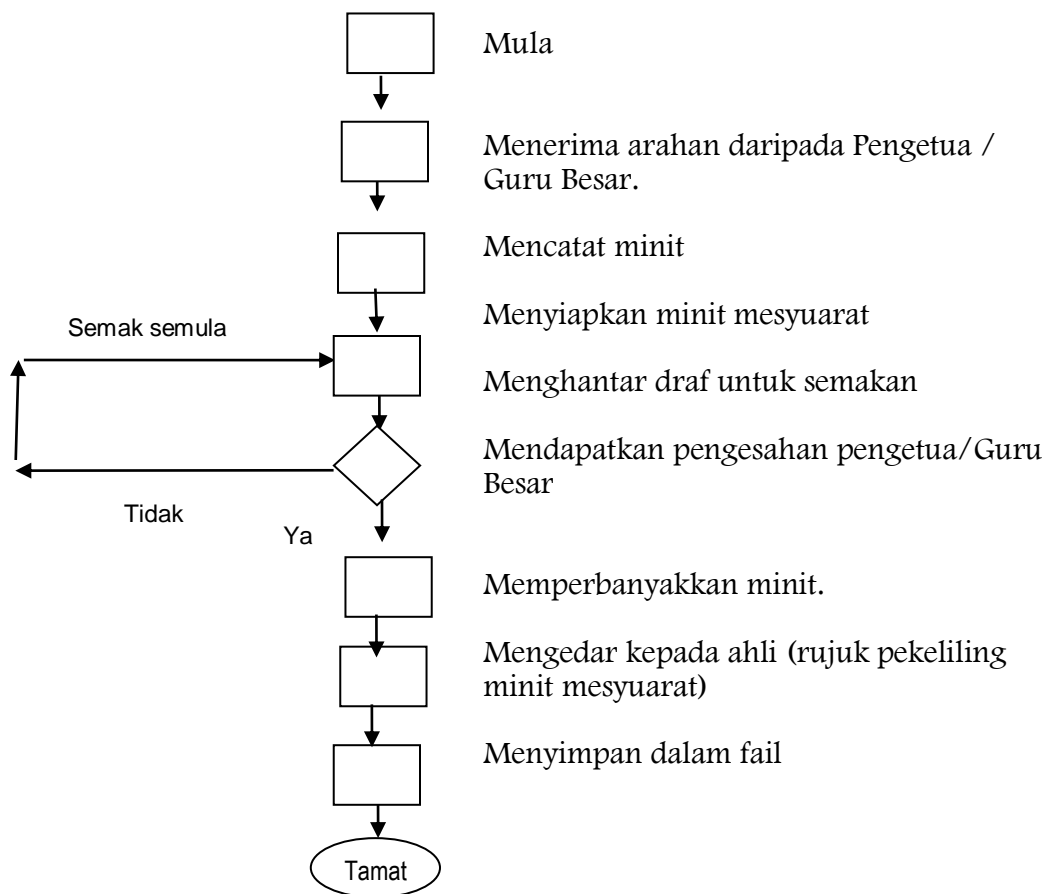 Mula
Menerima arahan daripada Pengetua /
Guru Besar.
Mencatat minit
Menyiapkan minit mesyuarat
Semak semula
Menghantar draf untuk semakan
Mendapatkan pengesahan pengetua/Guru
Besar
Tidak
Ya
Memperbanyakkan minit.
Mengedar kepada ahli (rujuk pekeliling
minit mesyuarat)
Menyimpan dalam fail
Tamat